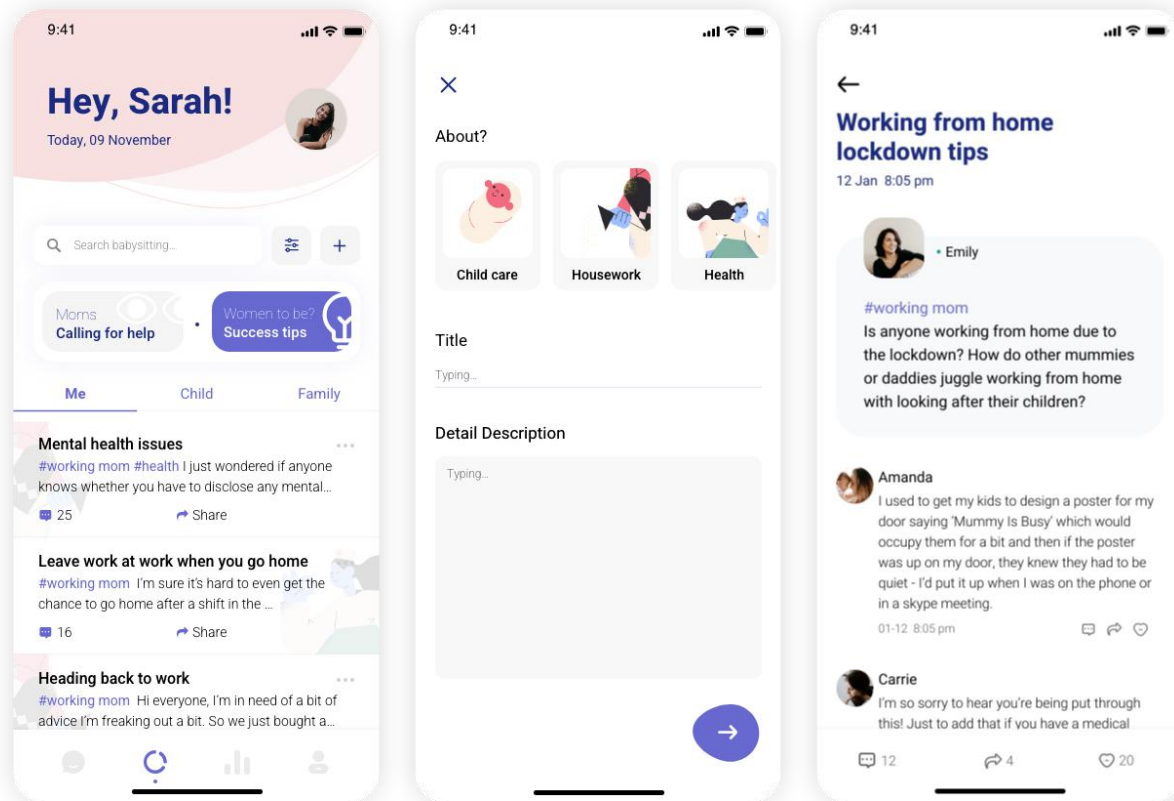 9:41
Hey, Sarah!
Today, 09 November
Search babysitting...
Moms
Calling for help
Women to be?
Success tips
Me
Child
Family
Mental health issues
#working mom #health I just wondered if anyone
knows whether you have to disclose any mental...
25
Share
Leave work at work when you go home
#working mom I'm sure it's hard to even get the
chance to go home after a shift in the ...
16
Share
Heading back to work
#working mom Hi everyone, I'm in need of a bit of
advice I'm freaking out a bit. So we just bought a...
9:41
About?
Child care
Housework
Health
Title
Typing...
Detail Description
Typing...
9:41
Working from home
lockdown tips
12 Jan 8:05 pm
• Emily
#working mom
Is anyone working from home due to
the lockdown? How do other mummies
or daddies juggle working from home
with looking after their children?
Amanda
I used to get my kids to design a poster for my
door saying 'Mummy Is Busy' which would
occupy them for a bit and then if the poster
was up on my door, they knew they had to be
quiet - I'd put it up when I was on the phone or
in a skype meeting.
01-12 8:05 pm
Carrie
I'm so sorry to hear you're being put through
this! Just to add that if you have a medical
12
4
20